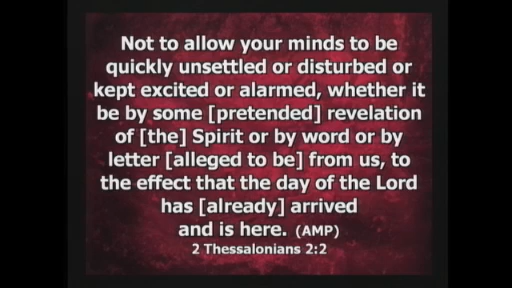 Not to allow your minds to be
quickly unsettled or disturbed or
kept excited or alarmed, whether it
be by some [pretended] revelation
of [the] Spirit or by word or by
letter [alleged to be] from us, to
the effect that the day of the Lord
has [already] arrived
and is here. (AMP)
2 Thessalonians 2:2